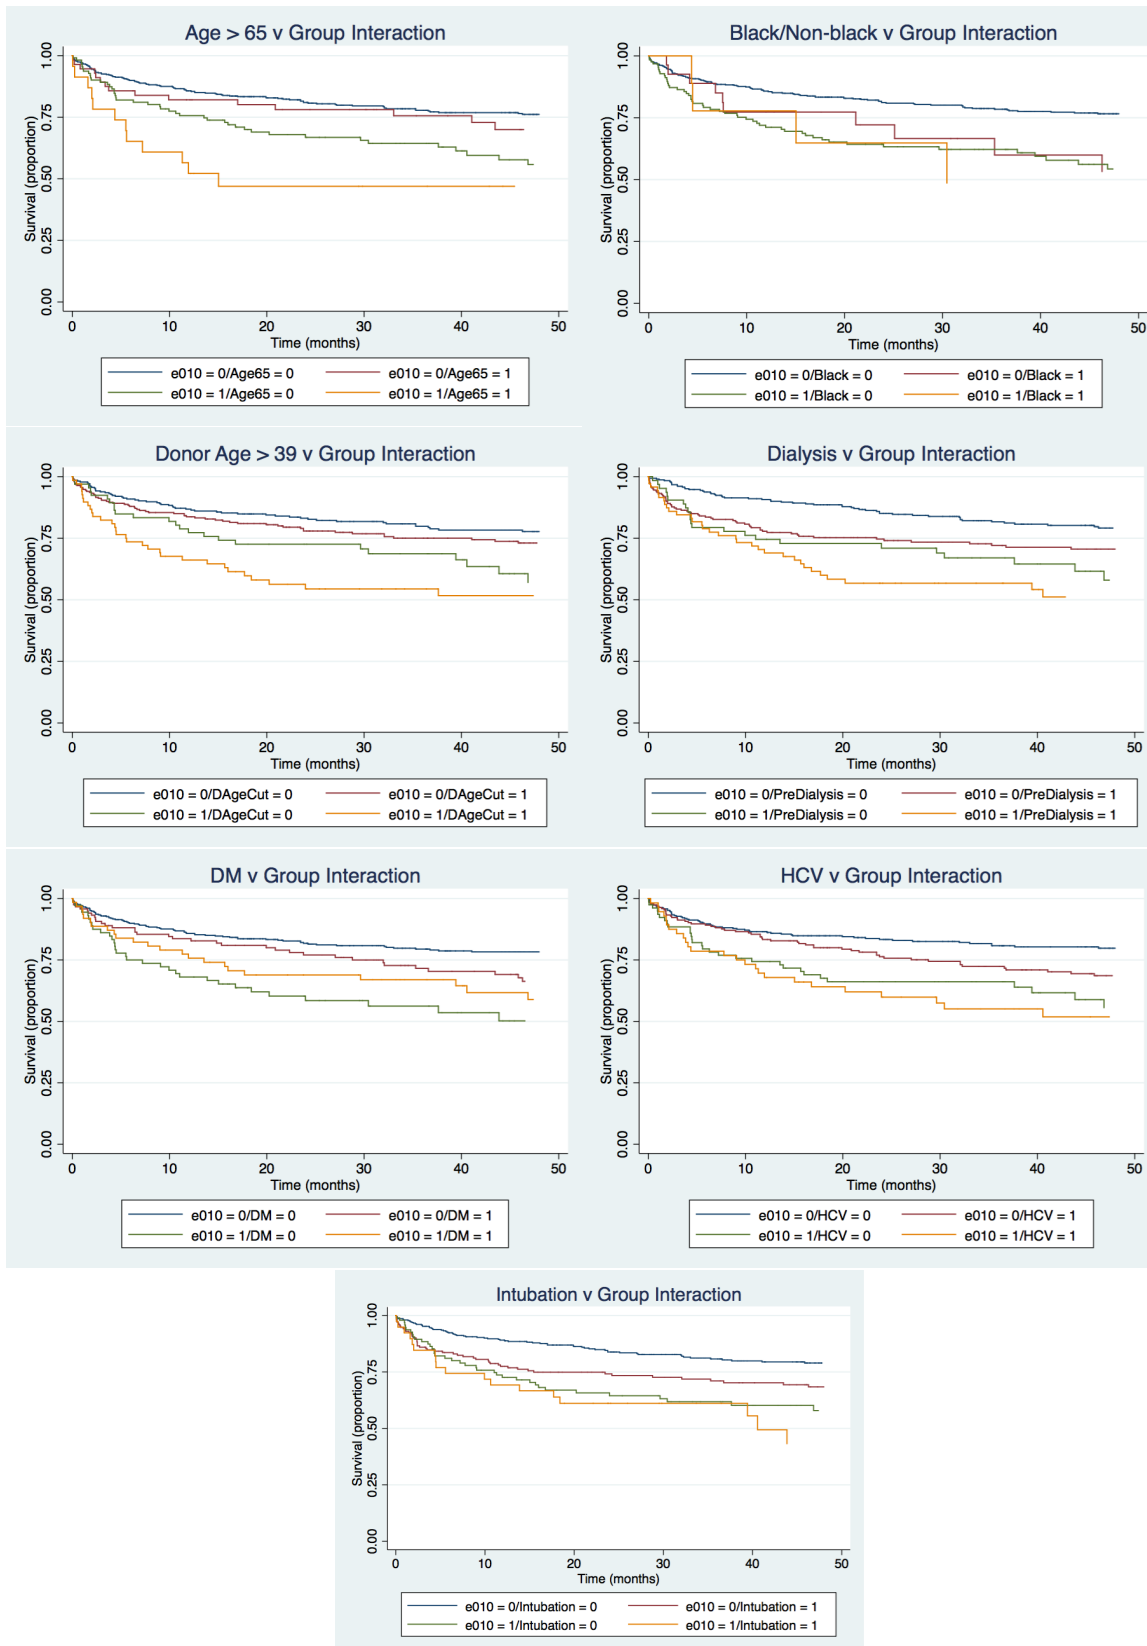 Age > 65 v Group Interaction
Survival (proportion)
1.00
0.75
0.50
0.25
0.00
0 10 20 30 40 50
Time (months)
e010 = 0/Age65 = 0 e010 = 0/Age65 = 1
e010 = 1/Age65 = 0 e010 = 1/Age65 = 1
Black/Non-black v Group Interaction
Survival (proportion)
1.00
0.75
0.50
0.25
0.00
0 10 20 30 40 50
Time (months)
e010 = 0/Black = 0 e010 = 0/Black = 1
e010 = 1/Black = 0 e010 = 1/Black = 1
Donor Age > 39 v Group Interaction
Survival (proportion)
1.00
0.75
0.50
0.25
0.00
0 10 20 30 40 50
Time (months)
e010 = 0/DAgeCut = 0 e010 = 0/DAgeCut = 1
e010 = 1/DAgeCut = 0 e010 = 1/DAgeCut = 1
Dialysis v Group Interaction
Survival (proportion)
1.00
0.75
0.50
0.25
0.00
0 10 20 30 40 50
Time (months)
e010 = 0/PreDialysis = 0 e010 = 0/PreDialysis = 1
e010 = 1/PreDialysis = 0 e010 = 1/PreDialysis = 1
DM v Group Interaction
Survival (proportion)
1.00
0.75
0.50
0.25
0.00
0 10 20 30 40 50
Time (months)
e010 = 0/DM = 0 e010 = 0/DM = 1
e010 = 1/DM = 0 e010 = 1/DM = 1
HCV v Group Interaction
Survival (proportion)
1.00
0.75
0.50
0.25
0.00
0 10 20 30 40 50
Time (months)
e010 = 0/HCV = 0 e010 = 0/HCV = 1
e010 = 1/HCV = 0 e010 = 1/HCV = 1
Intubation v Group Interaction
Survival (proportion)
1.00
0.75
0.50
0.25
0.00
0 10 20 30 40 50
Time (months)
e010 = 0/Intubation = 0 e010 = 0/Intubation = 1
e010 = 1/Intubation = 0 e010 = 1/Intubation = 1